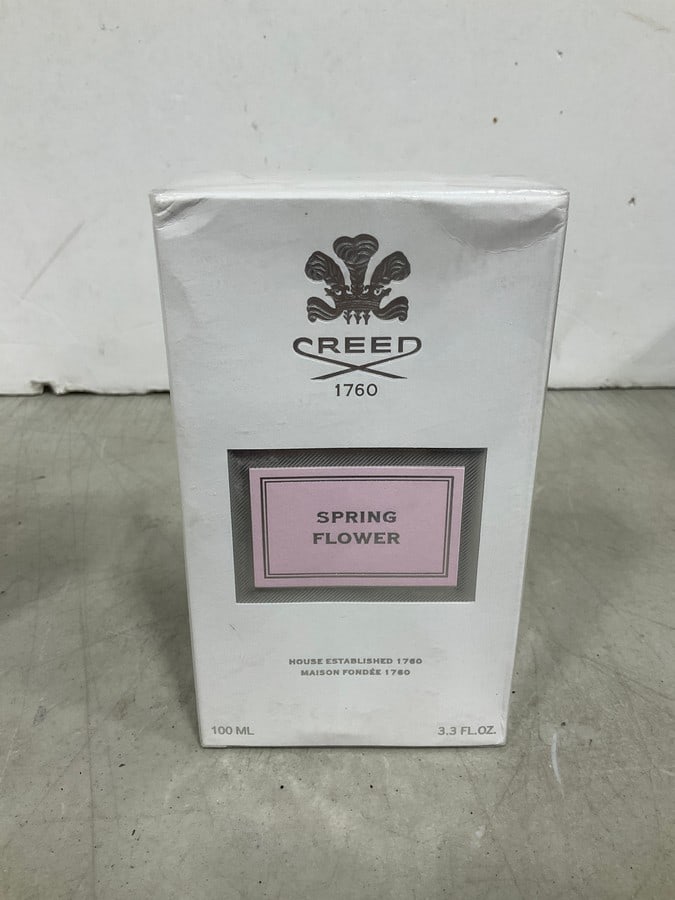 CREED
1760
SPRING
FLOWER
HOUSE ESTABLISHED 1760
MAISON FONDÉE 1760
100 ML 3.3 FL.OZ.